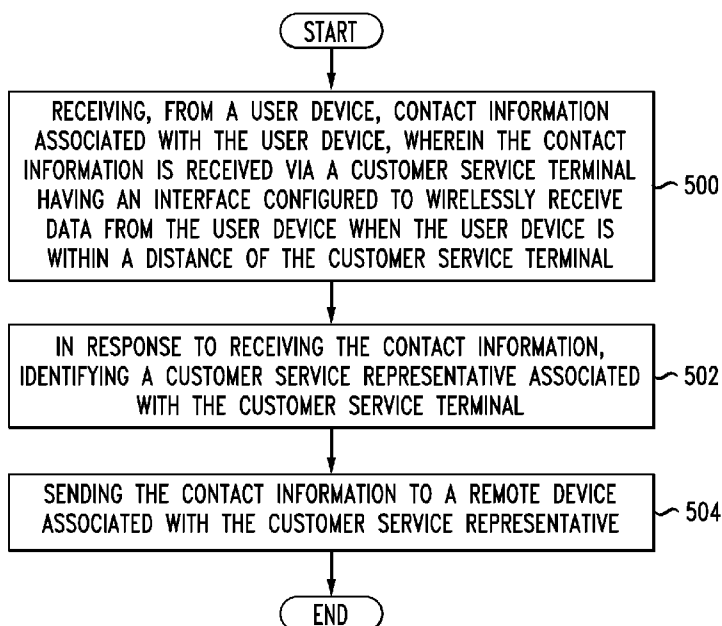 START
RECEIVING, FROM A USER DEVICE, CONTACT INFORMATION
ASSOCIATED WITH THE USER DEVICE, WHEREIN THE CONTACT
INFORMATION IS RECEIVED VIA A CUSTOMER SERVICE TERMINAL
HAVING AN INTERFACE CONFIGURED TO WIRELESSLY RECEIVE
DATA FROM THE USER DEVICE WHEN THE USER DEVICE IS
WITHIN A DISTANCE OF THE CUSTOMER SERVICE TERMINAL
500
IN RESPONSE TO RECEIVING THE CONTACT INFORMATION,
IDENTIFYING A CUSTOMER SERVICE REPRESENTATIVE ASSOCIATED
WITH THE CUSTOMER SERVICE TERMINAL
502
SENDING THE CONTACT INFORMATION TO A REMOTE DEVICE
ASSOCIATED WITH THE CUSTOMER SERVICE REPRESENTATIVE
504
END